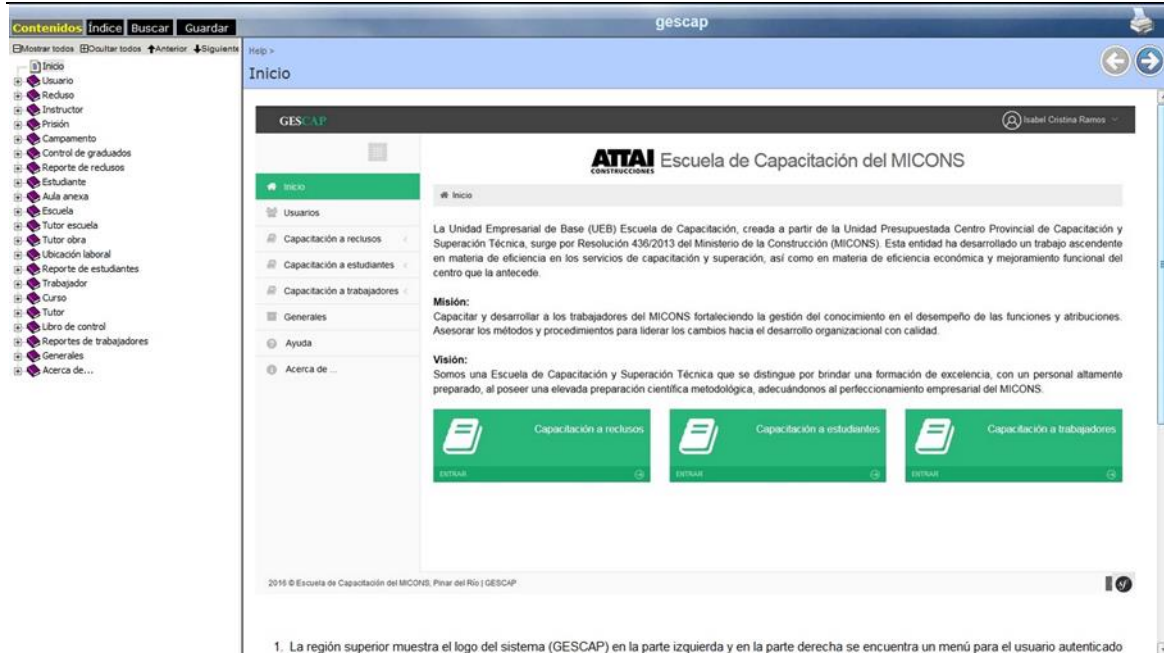 gescap
Contenidos Índice Buscar Guardar
Mostrar todos Ocultar todos Anterior Siguiente
Inicio
Usuario
Recluso
Instructor
Prisión
Campamento
Control de graduados
Reporte de reclusos
Estudiante
Aula anexa
Escuela
Tutor escuela
Tutor obra
Ubicación laboral
Reporte de estudiantes
Trabajador
Curso
Tutor
Libro de control
Reportes de trabajadores
Generales
Acerca de...
Help >
Inicio
GESCAP
Isabel Cristina Ramos
Inicio
Usuarios
Capacitación a reclusos
Capacitación a estudiantes
Capacitación a trabajadores
Generales
Ayuda
Acerca de ...
ATTAI Escuela de Capacitación del MICONS
CONSTRUCCIONES
Inicio
La Unidad Empresarial de Base (UEB) Escuela de Capacitación, creada a partir de la Unidad Presupuestada Centro Provincial de Capacitación y
Superación Técnica, surge por Resolución 436/2013 del Ministerio de la Construcción (MICONS). Esta entidad ha desarrollado un trabajo ascendente
en materia de eficiencia en los servicios de capacitación y superación, así como en materia de eficiencia económica y mejoramiento funcional del
centro que la antecede.
Misión:
Capacitar y desarrollar a los trabajadores del MICONS fortaleciendo la gestión del conocimiento en el desempeño de las funciones y atribuciones.
Asesorar los métodos y procedimientos para liderar los cambios hacia el desarrollo organizacional con calidad.
Visión:
Somos una Escuela de Capacitación y Superación Técnica que se distingue por brindar una formación de excelencia, con un personal altamente
preparado, al poseer una elevada preparación científica metodológica, adecuándonos al perfeccionamiento empresarial del MICONS.
Capacitación a reclusos
ENTRAR
Capacitación a estudiantes
ENTRAR
Capacitación a trabajadores
ENTRAR
2016 © Escuela de Capacitación del MICONS, Pinar del Río | GESCAP
1. La región superior muestra el logo del sistema (GESCAP) en la parte izquierda y en la parte derecha se encuentra un menú para el usuario autenticado